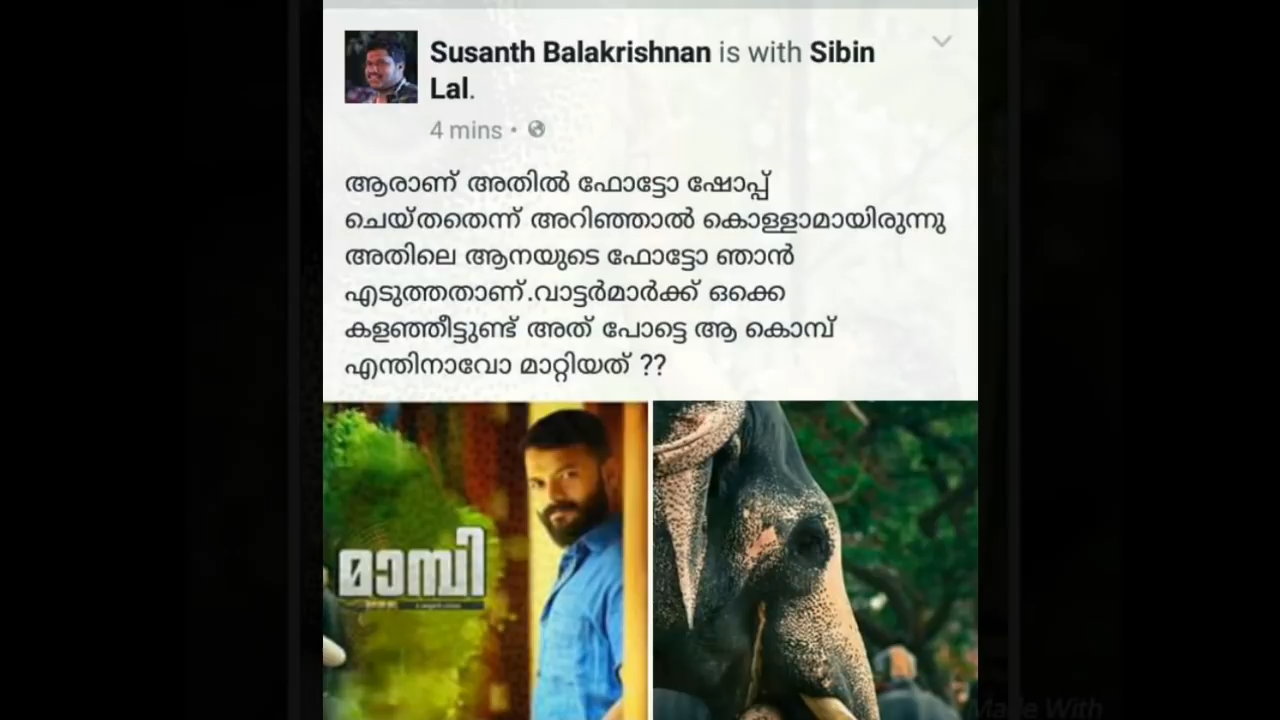 Susanth Balakrishnan is with Sibin
Lal.
4 mins •
ആരാണ് അതിൽ ഫോട്ടോ ഷോപ്പ്
ചെയ്തതെന്ന് അറിഞ്ഞാൽ കൊള്ളാമായിരുന്നു
അതിലെ ആനയുടെ ഫോട്ടോ ഞാൻ
എടുത്തതാണ്.വാട്ടർമാർക്ക് ഒക്കെ
കളഞ്ഞീട്ടുണ്ട് അത് പോട്ടെ ആ കൊമ്പ്
എന്തിനാവോ മാറ്റിയത് ??
മാമ്പി
Made With